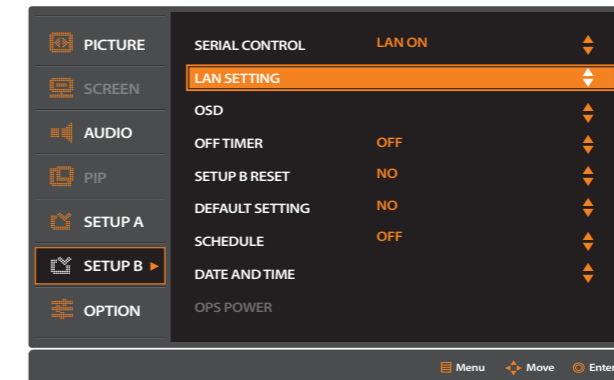 PICTURE
SCREEN
AUDIO
PIP
SETUP A
SETUP B
OPTION
SERIAL CONTROL LAN ON
LAN SETTING
OSD
OFF TIMER OFF
SETUP B RESET NO
DEFAULT SETTING NO
SCHEDULE OFF
DATE AND TIME
OPS POWER
Menu Move Enter